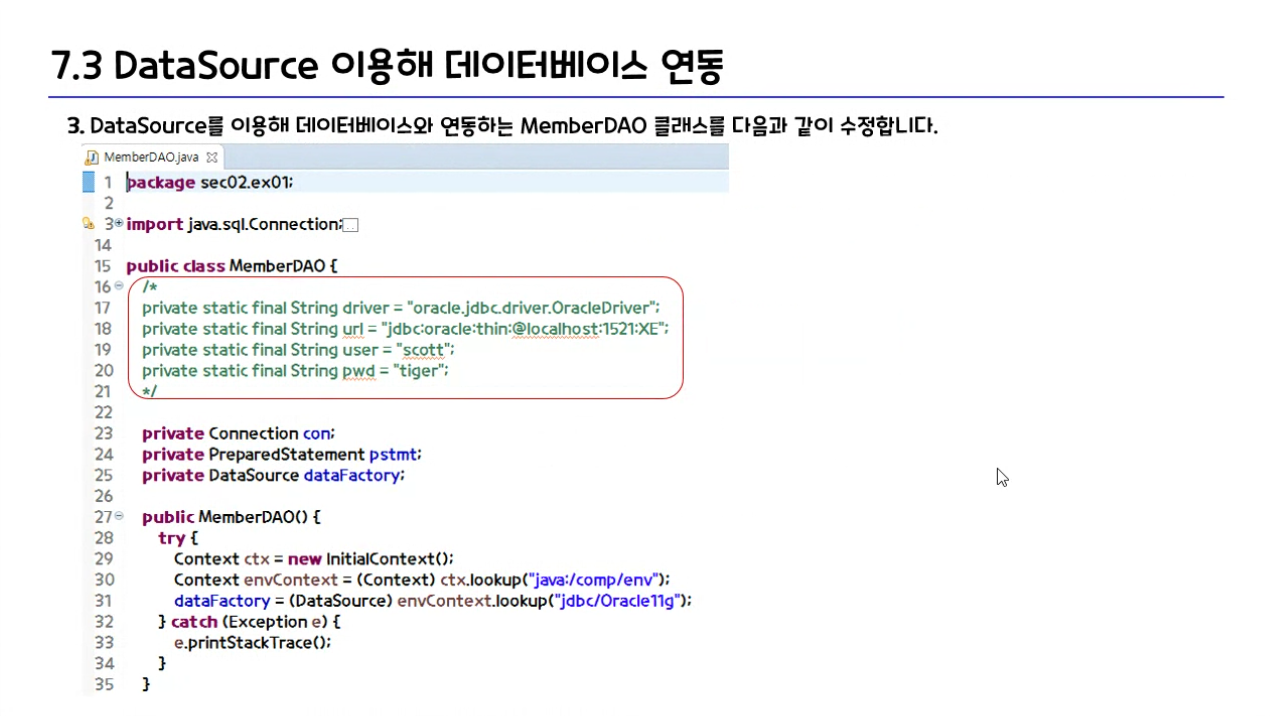 7.3 DataSource 이용해 데이터베이스 연동
3. DataSource를 이용해 데이터베이스와 연동하는 MemberDAO 클래스를 다음과 같이 수정합니다.
MemberDAO.java
1 package sec02.ex01;
2
3 import java.sql.Connection;
14
15 public class MemberDAO {
16 /*
17 private static final String driver = "oracle.jdbc.driver.OracleDriver";
18 private static final String url = "jdbc:oracle:thin:@localhost:1521:XE";
19 private static final String user = "scott";
20 private static final String pwd = "tiger";
21 */
22
23 private Connection con;
24 private PreparedStatement pstmt;
25 private DataSource dataFactory;
26
27 public MemberDAO() {
28 try {
29 Context ctx = new InitialContext();
30 Context envContext = (Context) ctx.lookup("java:/comp/env");
31 dataFactory = (DataSource) envContext.lookup("jdbc/Oracle11g");
32 } catch (Exception e) {
33 e.printStackTrace();
34 }
35 }